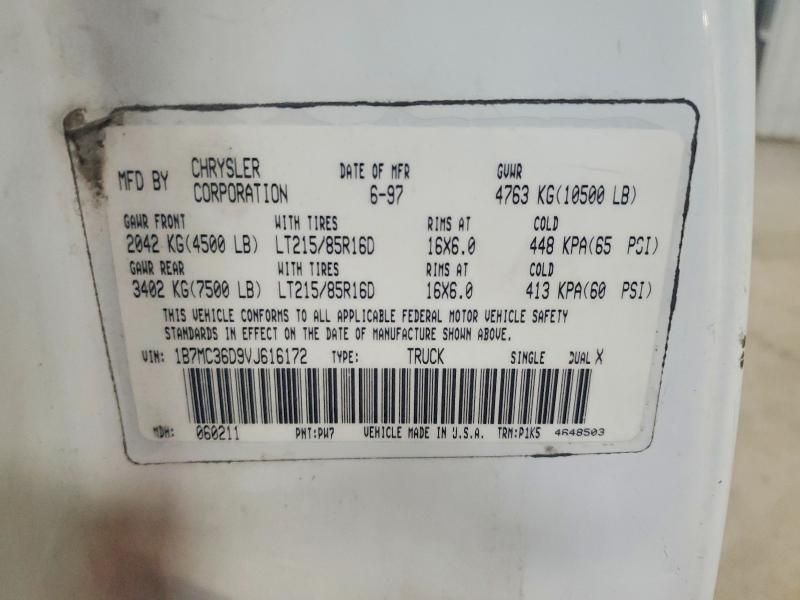 MFD BY CHRYSLER CORPORATION DATE OF MFR 6-97 GVWR 4763 KG(10500 LB)
GAWR FRONT WITH TIRES RIMS AT COLD
2042 KG(4500 LB) LT215/85R16D 16X6.0 448 KPA(65 PSI)
GAWR REAR WITH TIRES RIMS AT COLD
3402 KG(7500 LB) LT215/85R16D 16X6.0 413 KPA(60 PSI)
THIS VEHICLE CONFORMS TO ALL APPLICABLE FEDERAL MOTOR VEHICLE SAFETY
STANDARDS IN EFFECT ON THE DATE OF MANUFACTURE SHOWN ABOVE.
VIN: 1B7MC36D9VJ616172 TYPE: TRUCK SINGLE DUAL X
MDH: 060211 PNT:PW7 VEHICLE MADE IN U.S.A. TRM:P1K5 4648503